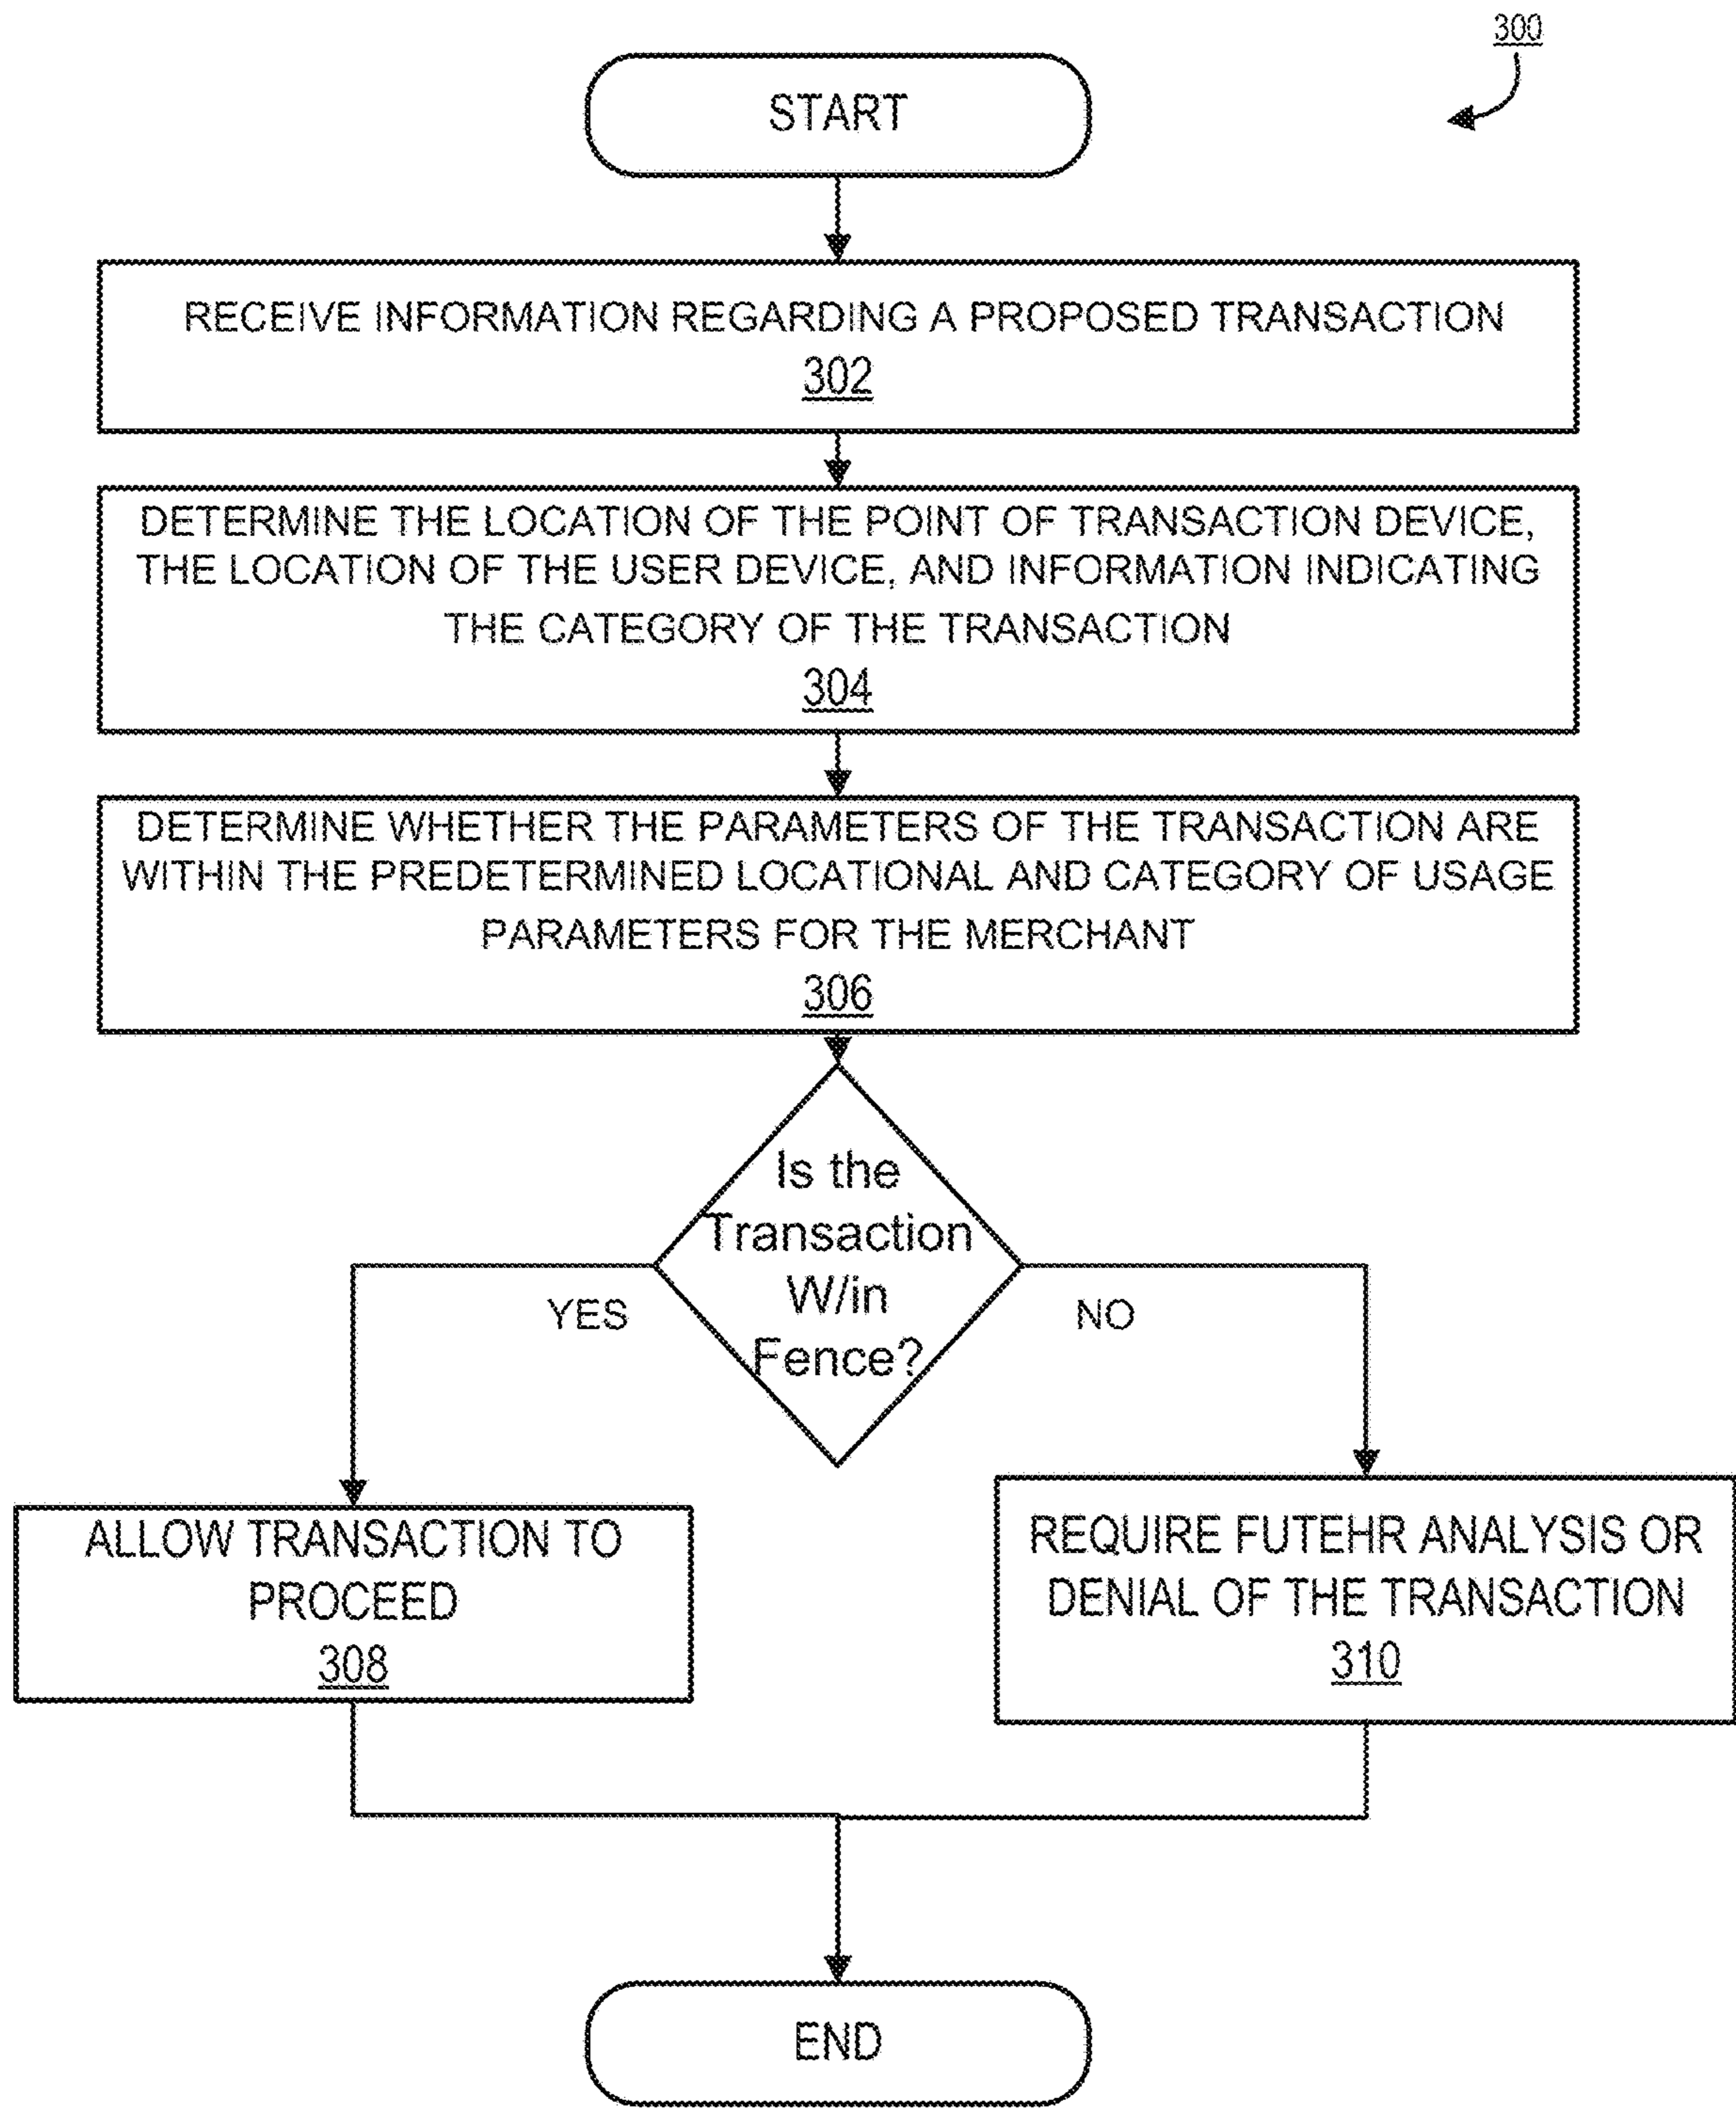 300
START
RECEIVE INFORMATION REGARDING A PROPOSED TRANSACTION
302
DETERMINE THE LOCATION OF THE POINT OF TRANSACTION DEVICE,
THE LOCATION OF THE USER DEVICE, AND INFORMATION INDICATING
THE CATEGORY OF THE TRANSACTION
304
DETERMINE WHETHER THE PARAMETERS OF THE TRANSACTION ARE
WITHIN THE PREDETERMINED LOCATIONAL AND CATEGORY OF USAGE
PARAMETERS FOR THE MERCHANT
306
Is the
Transaction
W/in
Fence?
YES
NO
ALLOW TRANSACTION TO
PROCEED
308
REQUIRE FUTEHR ANALYSIS OR
DENIAL OF THE TRANSACTION
310
END